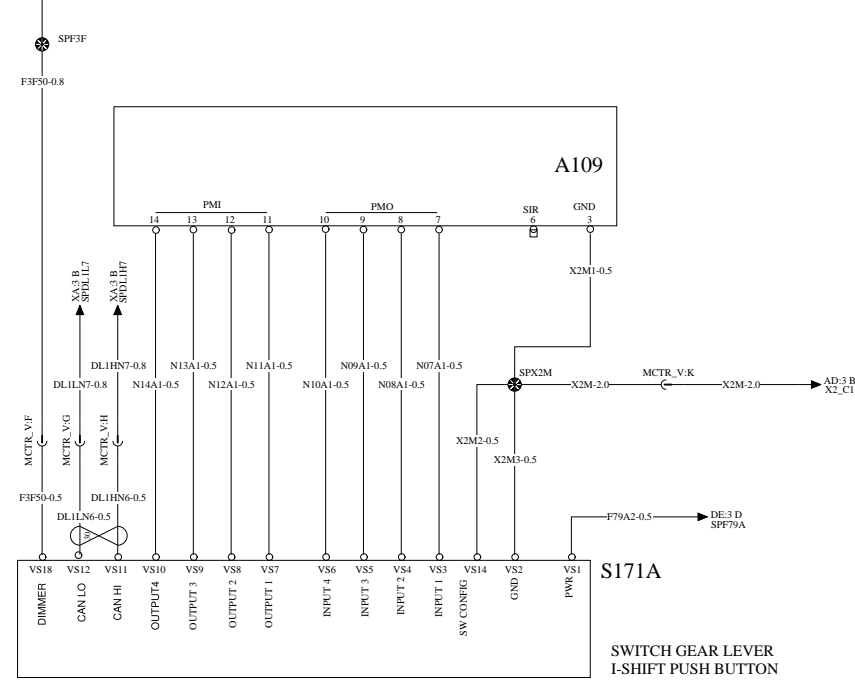 SPF3F
F3F50-0.8
A109
PMI
PMO
SIR
GND
14 13 12 11 10 9 8 7 6 3
X2M1-0.5
XA:3 B
SPDL1L7
XA:3 B
SPDL1H7
DL1HN7-0.8 N13A1-0.5 N11A1-0.5 N09A1-0.5 N07A1-0.5
DL1LN7-0.8 N14A1-0.5 N12A1-0.5 N10A1-0.5 N08A1-0.5
SPX2M
MCTR_V:K
X2M-2.0
X2M-2.0
AD:3 B
X2_C1
MCTR_V:F
MCTR_V:G
MCTR_V:H
X2M2-0.5
X2M3-0.5
F3F50-0.5 DL1HN6-0.5
DL1LN6-0.5
30
F79A2-0.5
DE:3 D
SPF79A
VS18 VS12 VS11 VS10 VS9 VS8 VS7 VS6 VS5 VS4 VS3 VS14 VS2 VS1
S171A
DIMMER
CAN LO
CAN HI
OUTPUT4
OUTPUT 3
OUTPUT 2
OUTPUT 1
INPUT 4
INPUT 3
INPUT 2
INPUT 1
SW CONFIG
GND
PWR
SWITCH GEAR LEVER
I-SHIFT PUSH BUTTON